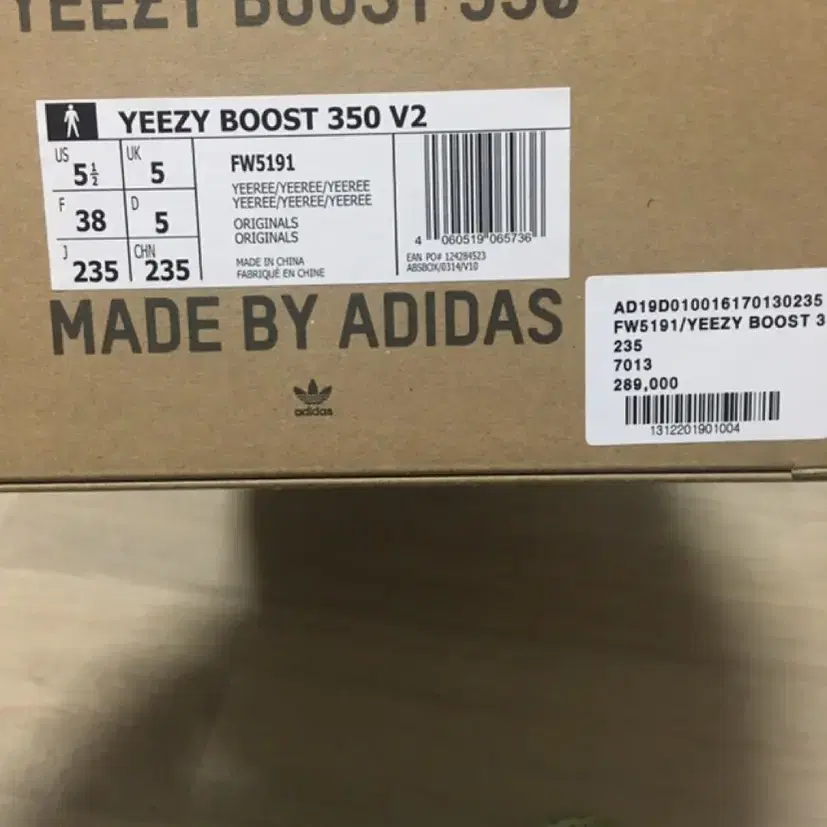 YEEZY BOOST 350
YEEZY BOOST 350 V2
US 5½
UK 5
F 38
D 5
J 235
CHN 235
FW5191
YEEREE/YEEREE/YEEREE
YEEREE/YEEREE/YEEREE
ORIGINALS
ORIGINALS
MADE IN CHINA
FABRIQUÉ EN CHINE
4 060519 065736
EAN PO# 124284523
ABSBOX/0314/V10
MADE BY ADIDAS
adidas
AD19D010016170130235
FW5191/YEEZY BOOST 3
235
7013
289,000
1312201901004